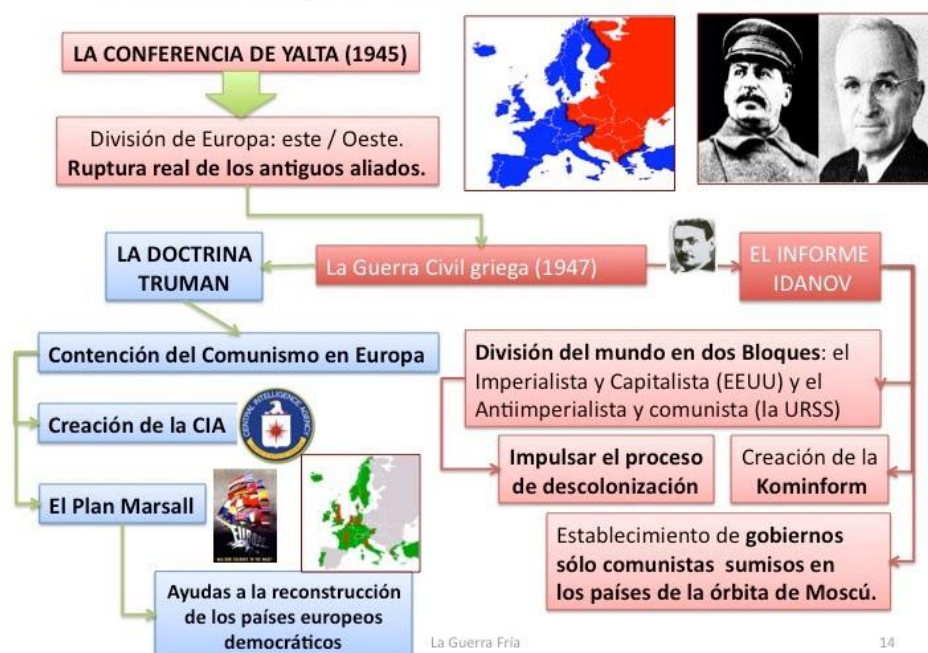 LA CONFERENCIA DE YALTA (1945)
División de Europa: este / Oeste.
Ruptura real de los antiguos aliados.
LA DOCTRINA
TRUMAN
La Guerra Civil griega (1947)
EL INFORME
IDANOV
Contención del Comunismo en Europa
Creación de la CIA
CENTRAL INTELLIGENCE AGENCY
El Plan Marsall
EUROPE
Ayudas a la reconstrucción
de los países europeos
democráticos
División del mundo en dos Bloques: el
Imperialista y Capitalista (EEUU) y el
Antiimperialista y comunista (la URSS)
Impulsar el proceso
de descolonización
Creación de la
Kominform
Establecimiento de gobiernos
sólo comunistas sumisos en
los países de la órbita de Moscú.
La Guerra Fría
14